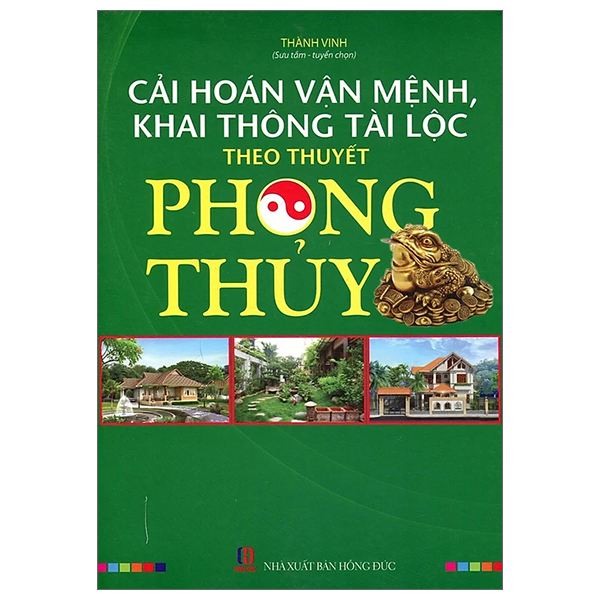 THÀNH VINH
(Sưu tầm - tuyển chọn)
CẢI HOÁN VẬN MỆNH,
KHAI THÔNG TÀI LỘC
THEO THUYẾT
PHONG
THỦY
NHÀ XUẤT BẢN HỒNG ĐỨC